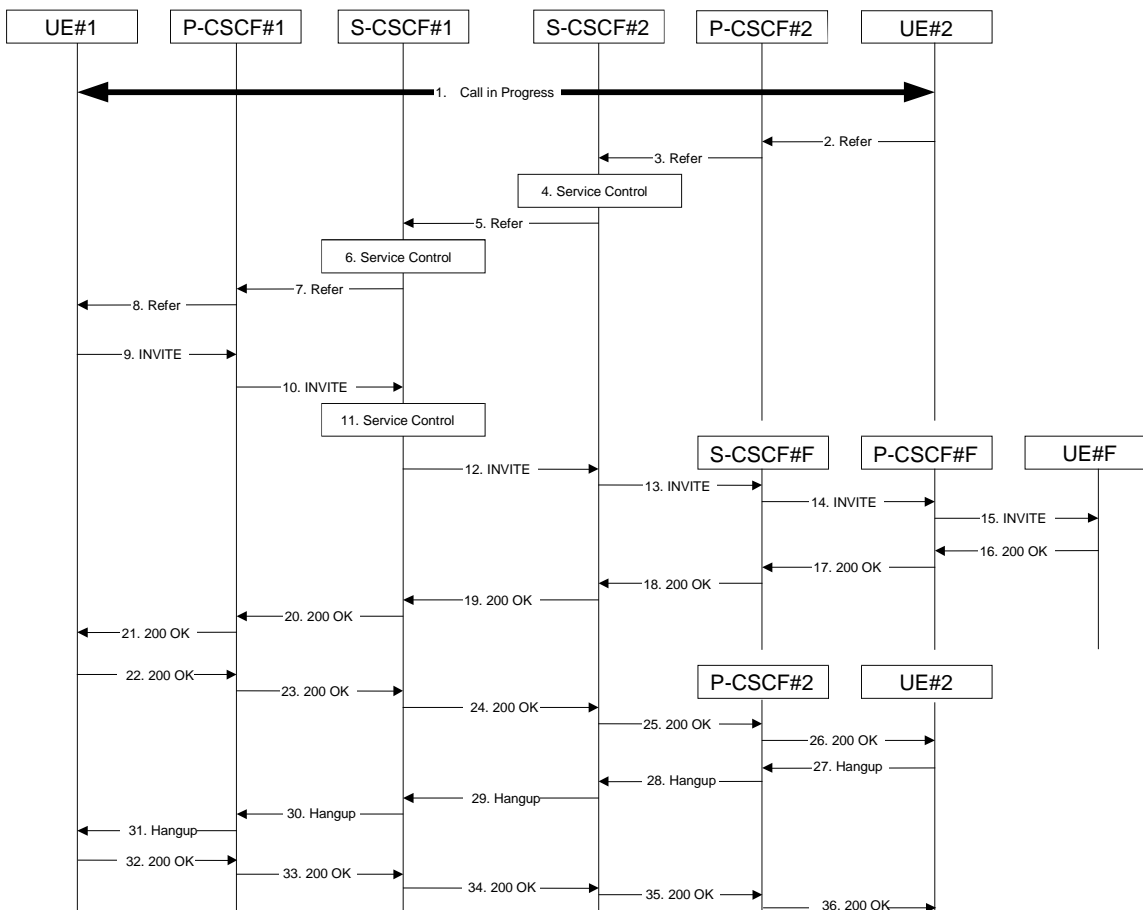 UE#1
P-CSCF#1
S-CSCF#1
S-CSCF#2
P-CSCF#2
UE#2
1. Call in Progress
2. Refer
3. Refer
4. Service Control
5. Refer
6. Service Control
7. Refer
8. Refer
9. INVITE
10. INVITE
11. Service Control
S-CSCF#F
P-CSCF#F
UE#F
12. INVITE
13. INVITE
14. INVITE
15. INVITE
16. 200 OK
17. 200 OK
18. 200 OK
19. 200 OK
20. 200 OK
21. 200 OK
22. 200 OK
P-CSCF#2
UE#2
23. 200 OK
24. 200 OK
25. 200 OK
26. 200 OK
27. Hangup
28. Hangup
29. Hangup
30. Hangup
31. Hangup
32. 200 OK
33. 200 OK
34. 200 OK
35. 200 OK
36. 200 OK